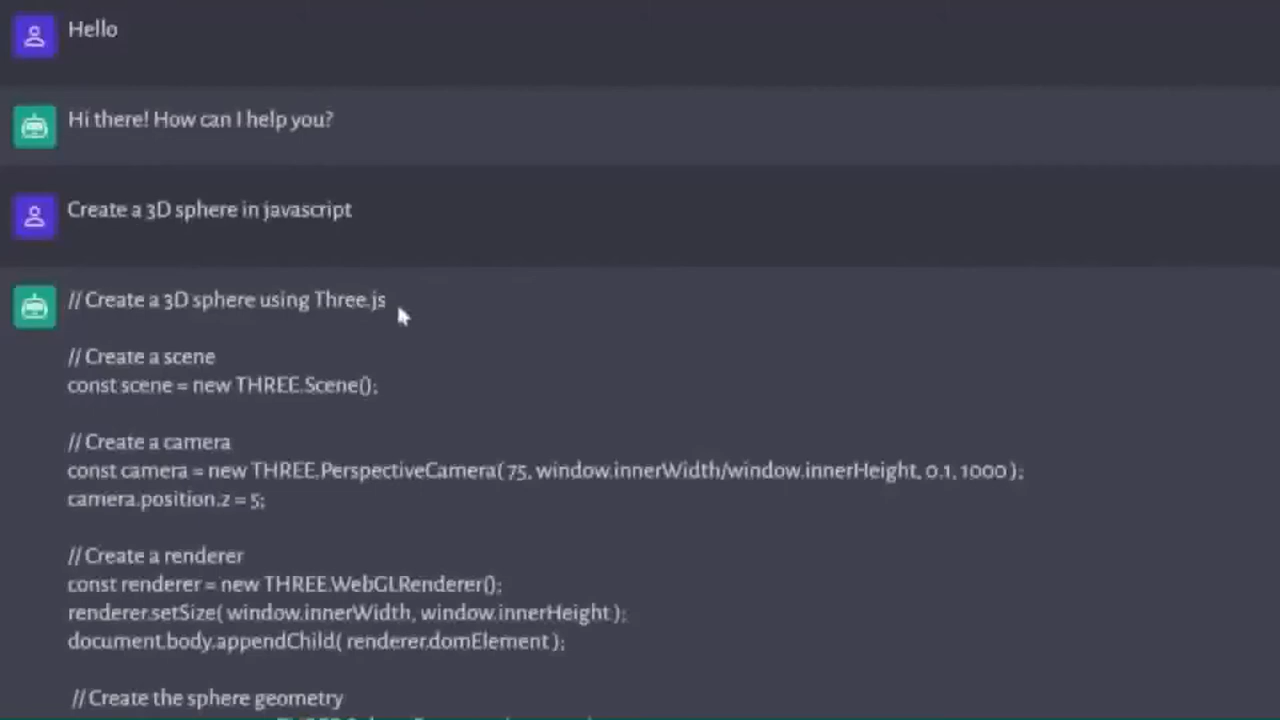 Hello
Hi there! How can I help you?
Create a 3D sphere in javascript
// Create a 3D sphere using Three.js
// Create a scene
const scene = new THREE.Scene();
// Create a camera
const camera = new THREE.PerspectiveCamera( 75, window.innerWidth/window.innerHeight, 0.1, 1000 );
camera.position.z = 5;
// Create a renderer
const renderer = new THREE.WebGLRenderer();
renderer.setSize( window.innerWidth, window.innerHeight );
document.body.appendChild( renderer.domElement );
// Create the sphere geometry